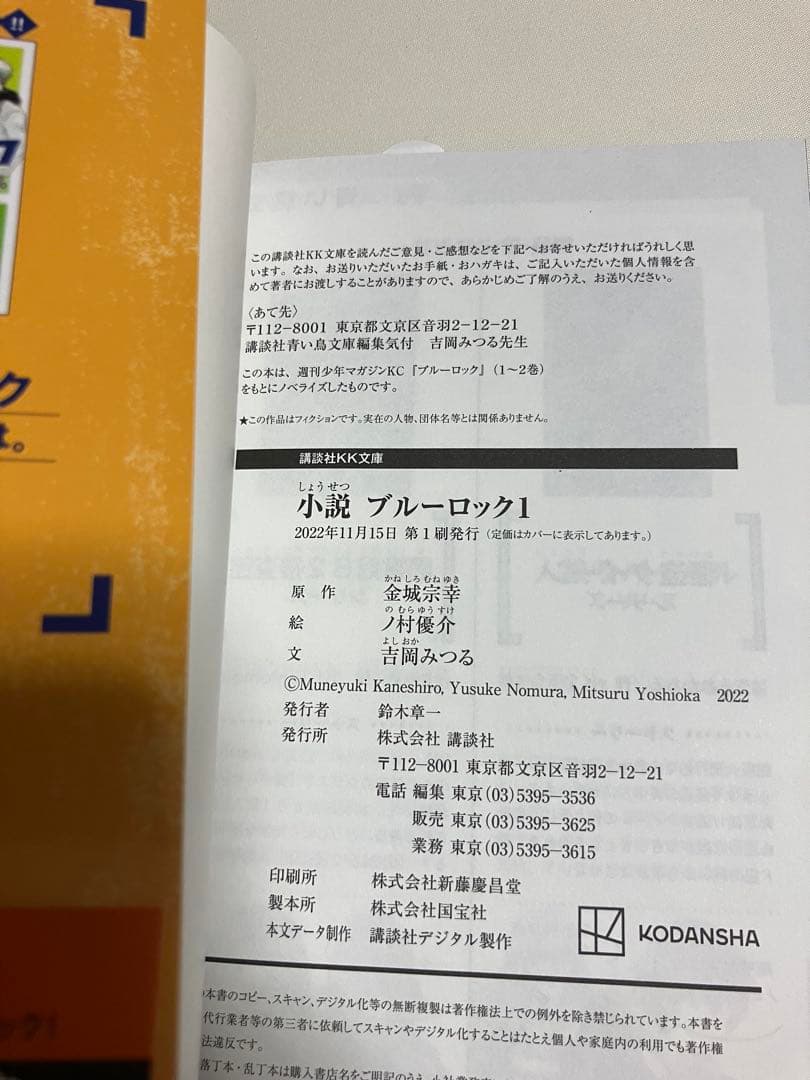 !!
ク
は。
ック1
この講談社KK文庫を読んだご意見・ご感想などを下記へお寄せいただければうれしく思
います。なお、お送りいただいたお手紙・おハガキは、ご記入いただいた個人情報を含
めて著者にお渡しすることがありますので、あらかじめご了解のうえ、お送りください。
〈あて先〉
〒112−8001 東京都文京区音羽2−12−21
講談社青い鳥文庫編集気付 吉岡みつる先生
この本は、週刊少年マガジンKC『ブルーロック』(1〜2巻)
をもとにノベライズしたものです。
★この作品はフィクションです。実在の人物、団体名等とは関係ありません。
講談社KK文庫
しょうせつ
小説 ブルーロック1
2022年11月15日 第1刷発行(定価はカバーに表示してあります。)
かねしろむねゆき
原作 金城宗幸
のむらゆうすけ
絵 ノ村優介
よしおか
文 吉岡みつる
©Muneyuki Kaneshiro, Yusuke Nomura, Mitsuru Yoshioka 2022
発行者 鈴木章一
発行所 株式会社 講談社
〒112−8001 東京都文京区音羽2−12−21
電話 編集 東京(03)5395−3536
販売 東京(03)5395−3625
業務 東京(03)5395−3615
印刷所 株式会社新藤慶昌堂
製本所 株式会社国宝社
本文データ制作 講談社デジタル製作
KODANSHA
本書のコピー、スキャン、デジタル化等の無断複製は著作権法上での例外を除き禁じられています。本書を
代行業者等の第三者に依頼してスキャンやデジタル化することはたとえ個人や家庭内の利用でも著作権
法違反です。
落丁本・乱丁本は購入書店名をご明記のうえ、小社業務